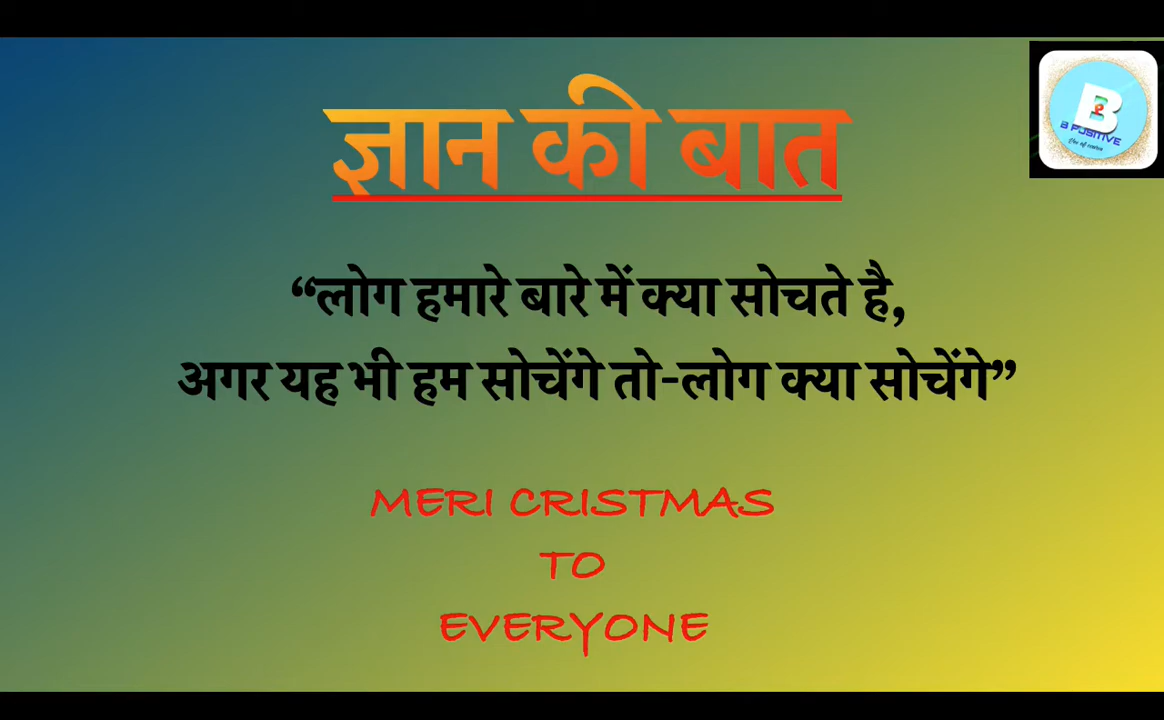 ज्ञान की बात
B
B POSITIVE
“लोग हमारे बारे में क्या सोचते है,
अगर यह भी हम सोचेंगे तो-लोग क्या सोचेंगे”
MERI CRISTMAS
TO
EVERYONE